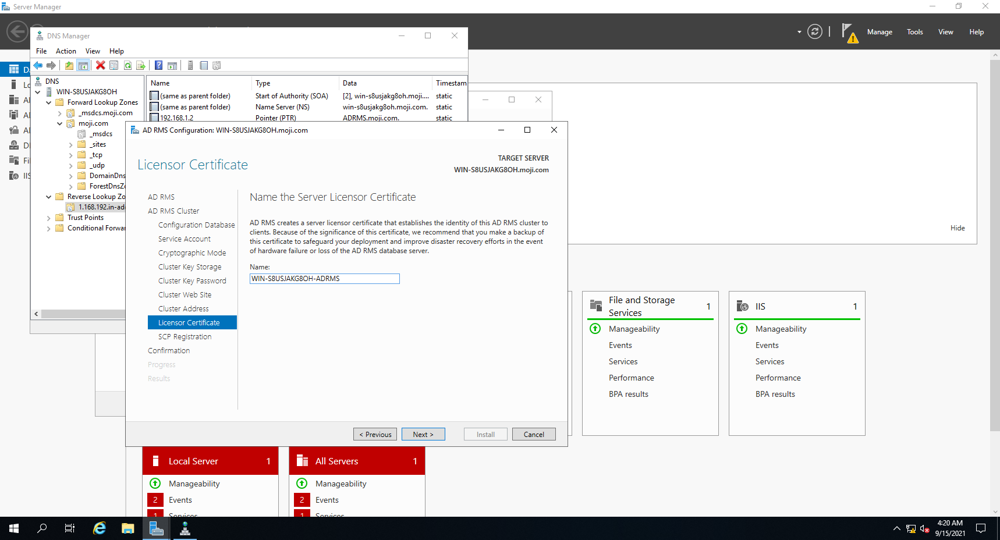 Server Manager
Manage
Tools
View
Help
DNS Manager
File
Action
View
Help
DNS
WIN-S8USJAKG8OH
Forward Lookup Zones
_msdcs.moji.com
moji.com
_msdcs
_sites
_tcp
_udp
DomainDns
ForestDnsZo
Reverse Lookup Zo
1.168.192.in-ad
Trust Points
Conditional Forwar
Name Type Data Timestam
(same as parent folder) Start of Authority (SOA) [2], win-s8usjakg8oh.moji.... static
(same as parent folder) Name Server (NS) win-s8usjakg8oh.moji.com. static
192.168.1.2 Pointer (PTR) ADRMS.moji.com. static
AD RMS Configuration: WIN-S8USJAKG8OH.moji.com
Licensor Certificate
TARGET SERVER
WIN-S8USJAKG8OH.moji.com
AD RMS
AD RMS Cluster
Configuration Database
Service Account
Cryptographic Mode
Cluster Key Storage
Cluster Key Password
Cluster Web Site
Cluster Address
Licensor Certificate
SCP Registration
Confirmation
Progress
Results
Name the Server Licensor Certificate
AD RMS creates a server licensor certificate that establishes the identity of this AD RMS cluster to
clients. Because of the significance of this certificate, we recommend that you make a backup of
this certificate to safeguard your deployment and improve disaster recovery efforts in the event
of hardware failure or loss of the AD RMS database server.
Name:
WIN-S8USJAKG8OH-ADRMS
< Previous
Next >
Install
Cancel
Hide
File and Storage
Services
1
Manageability
Events
Services
Performance
BPA results
IIS
1
Manageability
Events
Services
Performance
BPA results
Local Server
1
Manageability
2 Events
1 Services
All Servers
1
Manageability
2 Events
1 Services
4:20 AM
9/15/2021